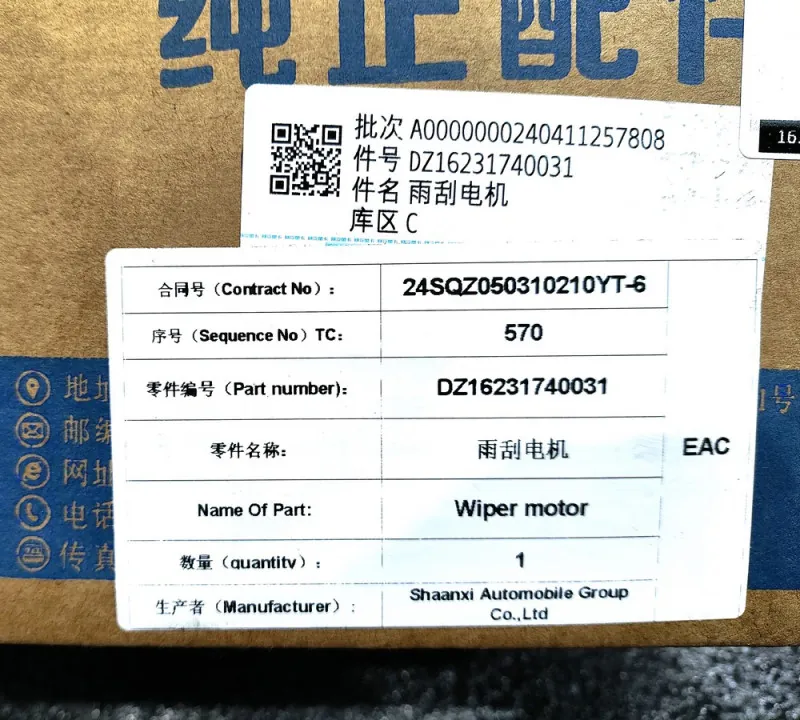 纯正配件
16.
批次 A0000000240411257808
件号 DZ16231740031
件名 雨刮电机
库区 C
合同号（Contract No）: 24SQZ050310210YT-6
序号（Sequence No）TC: 570
零件编号（Part number): DZ16231740031
零件名称: 雨刮电机
EAC
Name Of Part: Wiper motor
数量（quantity）: 1
生产者（Manufacturer）: Shaanxi Automobile Group
Co.,Ltd
地址
号
邮编
网址
电话
传真